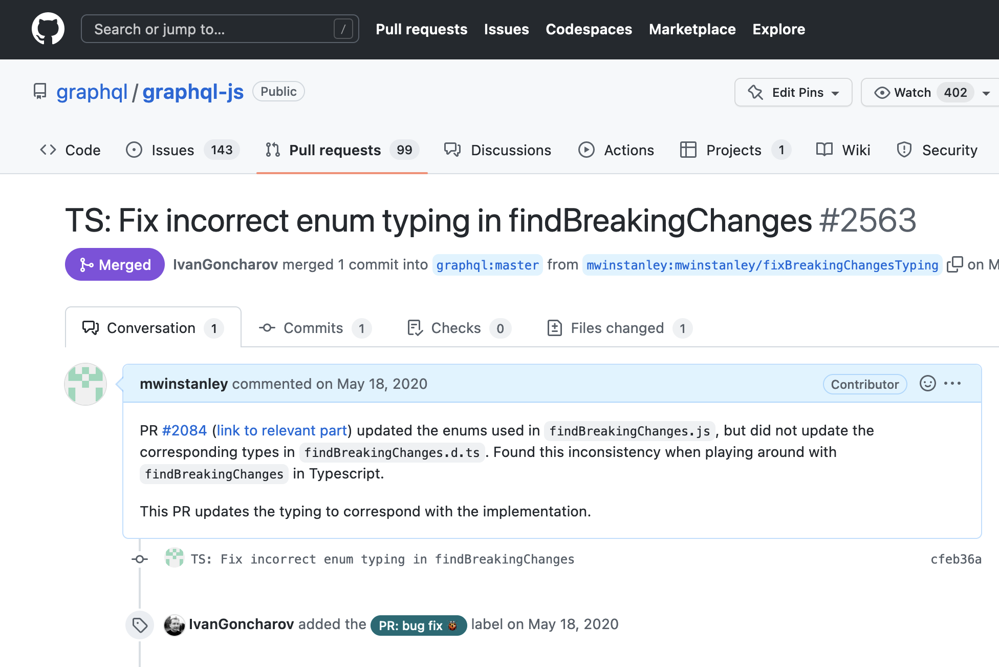 Search or jump to... /
Pull requests Issues Codespaces Marketplace Explore
graphql / graphql-js Public
Edit Pins Watch 402
Code Issues 143 Pull requests 99 Discussions Actions Projects 1 Wiki Security
TS: Fix incorrect enum typing in findBreakingChanges #2563
Merged IvanGoncharov merged 1 commit into graphql:master from mwinstanley:mwinstanley/fixBreakingChangesTyping on M
Conversation 1 Commits 1 Checks 0 Files changed 1
mwinstanley commented on May 18, 2020 Contributor
PR #2084 (link to relevant part) updated the enums used in findBreakingChanges.js, but did not update the
corresponding types in findBreakingChanges.d.ts. Found this inconsistency when playing around with
findBreakingChanges in Typescript.
This PR updates the typing to correspond with the implementation.
TS: Fix incorrect enum typing in findBreakingChanges cfeb36a
IvanGoncharov added the PR: bug fix 🐞 label on May 18, 2020